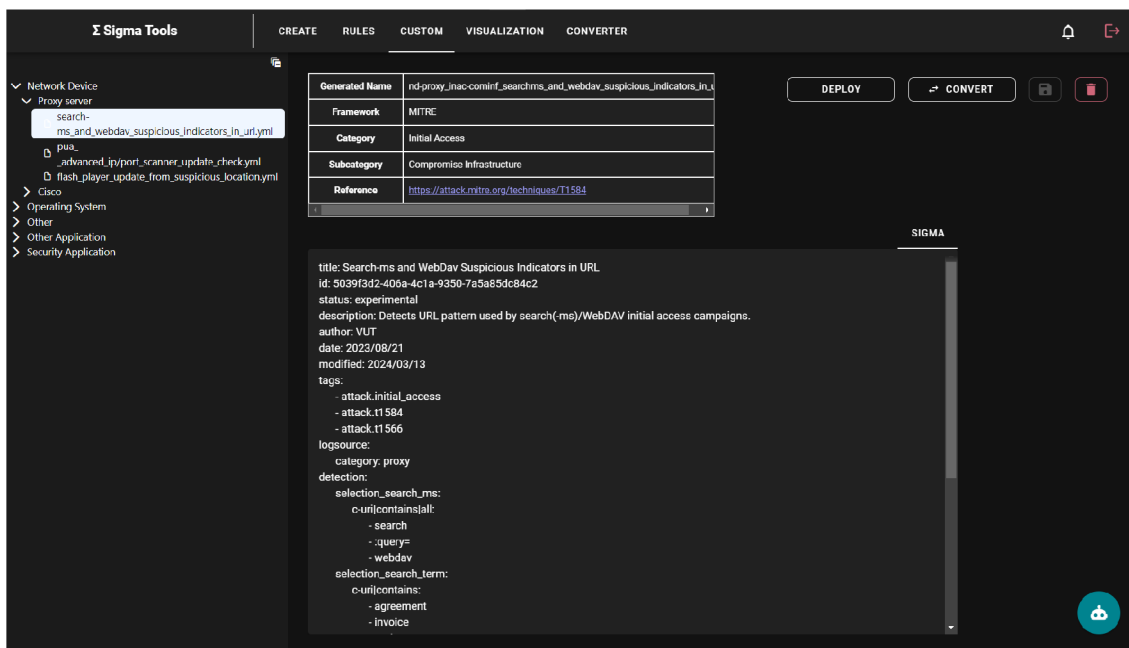 Σ Sigma Tools
CREATE RULES CUSTOM VISUALIZATION CONVERTER
Network Device
Proxy server
search-
ms_and_webdav_suspicious_indicators_in_url.yml
pua_
_advanced_ip/port_scanner_update_check.yml
flash_player_update_from_suspicious_location.yml
Cisco
Operating System
Other
Other Application
Security Application
Generated Name nd-proxy_inac-cominf_searchms_and_webdav_suspicious_indicators_in_u
Framework MITRE
Category Initial Access
Subcategory Compromise Infrastructure
Reference https://attack.mitre.org/techniques/T1584
DEPLOY CONVERT
SIGMA
title: Search-ms and WebDav Suspicious Indicators in URL
id: 5039f3d2-406a-4c1a-9350-7a5a85dc84c2
status: experimental
description: Detects URL pattern used by search(-ms)/WebDAV initial access campaigns.
author: VUT
date: 2023/08/21
modified: 2024/03/13
tags:
- attack.initial_access
- attack.t1584
- attack.t1566
logsource:
category: proxy
detection:
selection_search_ms:
c-uri|contains|all:
- search
- :query=
- webdav
selection_search_term:
c-uri|contains:
- agreement
- invoice